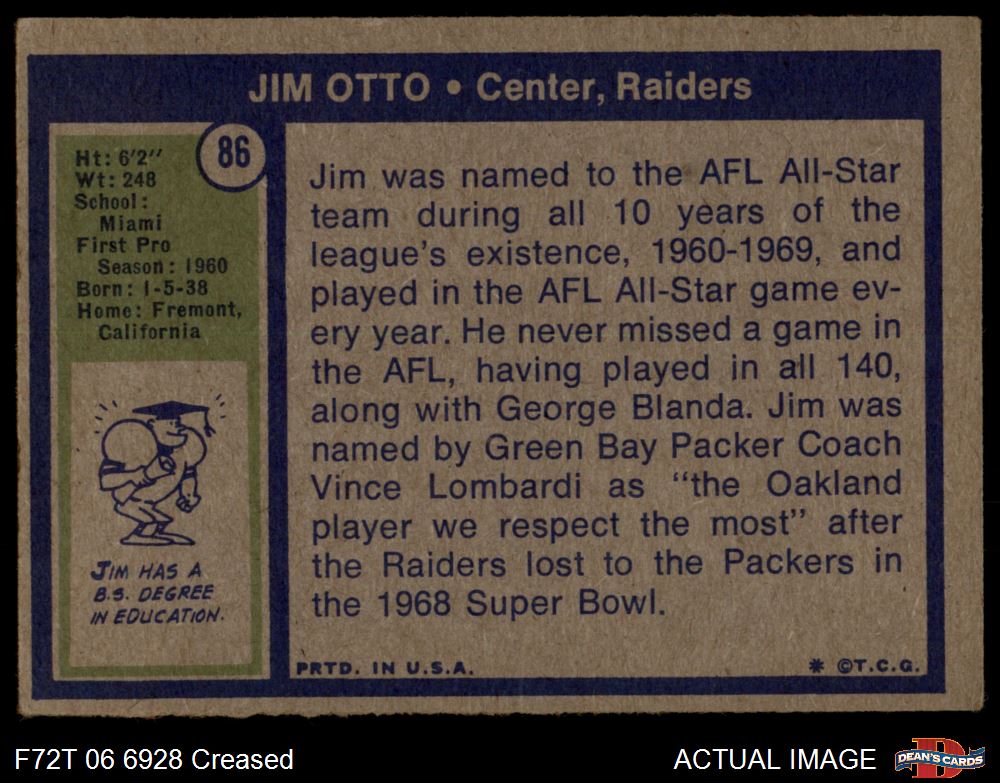 JIM OTTO • Center, Raiders
86
Ht: 6'2"
Wt: 248
School:
Miami
First Pro
Season: 1960
Born: 1-5-38
Home: Fremont,
California
JIM HAS A
B.S. DEGREE
IN EDUCATION.
Jim was named to the AFL All-Star
team during all 10 years of the
league's existence, 1960-1969, and
played in the AFL All-Star game ev-
ery year. He never missed a game in
the AFL, having played in all 140,
along with George Blanda. Jim was
named by Green Bay Packer Coach
Vince Lombardi as "the Oakland
player we respect the most" after
the Raiders lost to the Packers in
the 1968 Super Bowl.
PRTD. IN U.S.A.
* ©T.C.G.
F72T 06 6928 Creased
ACTUAL IMAGE
D
DEAN'S CARDS